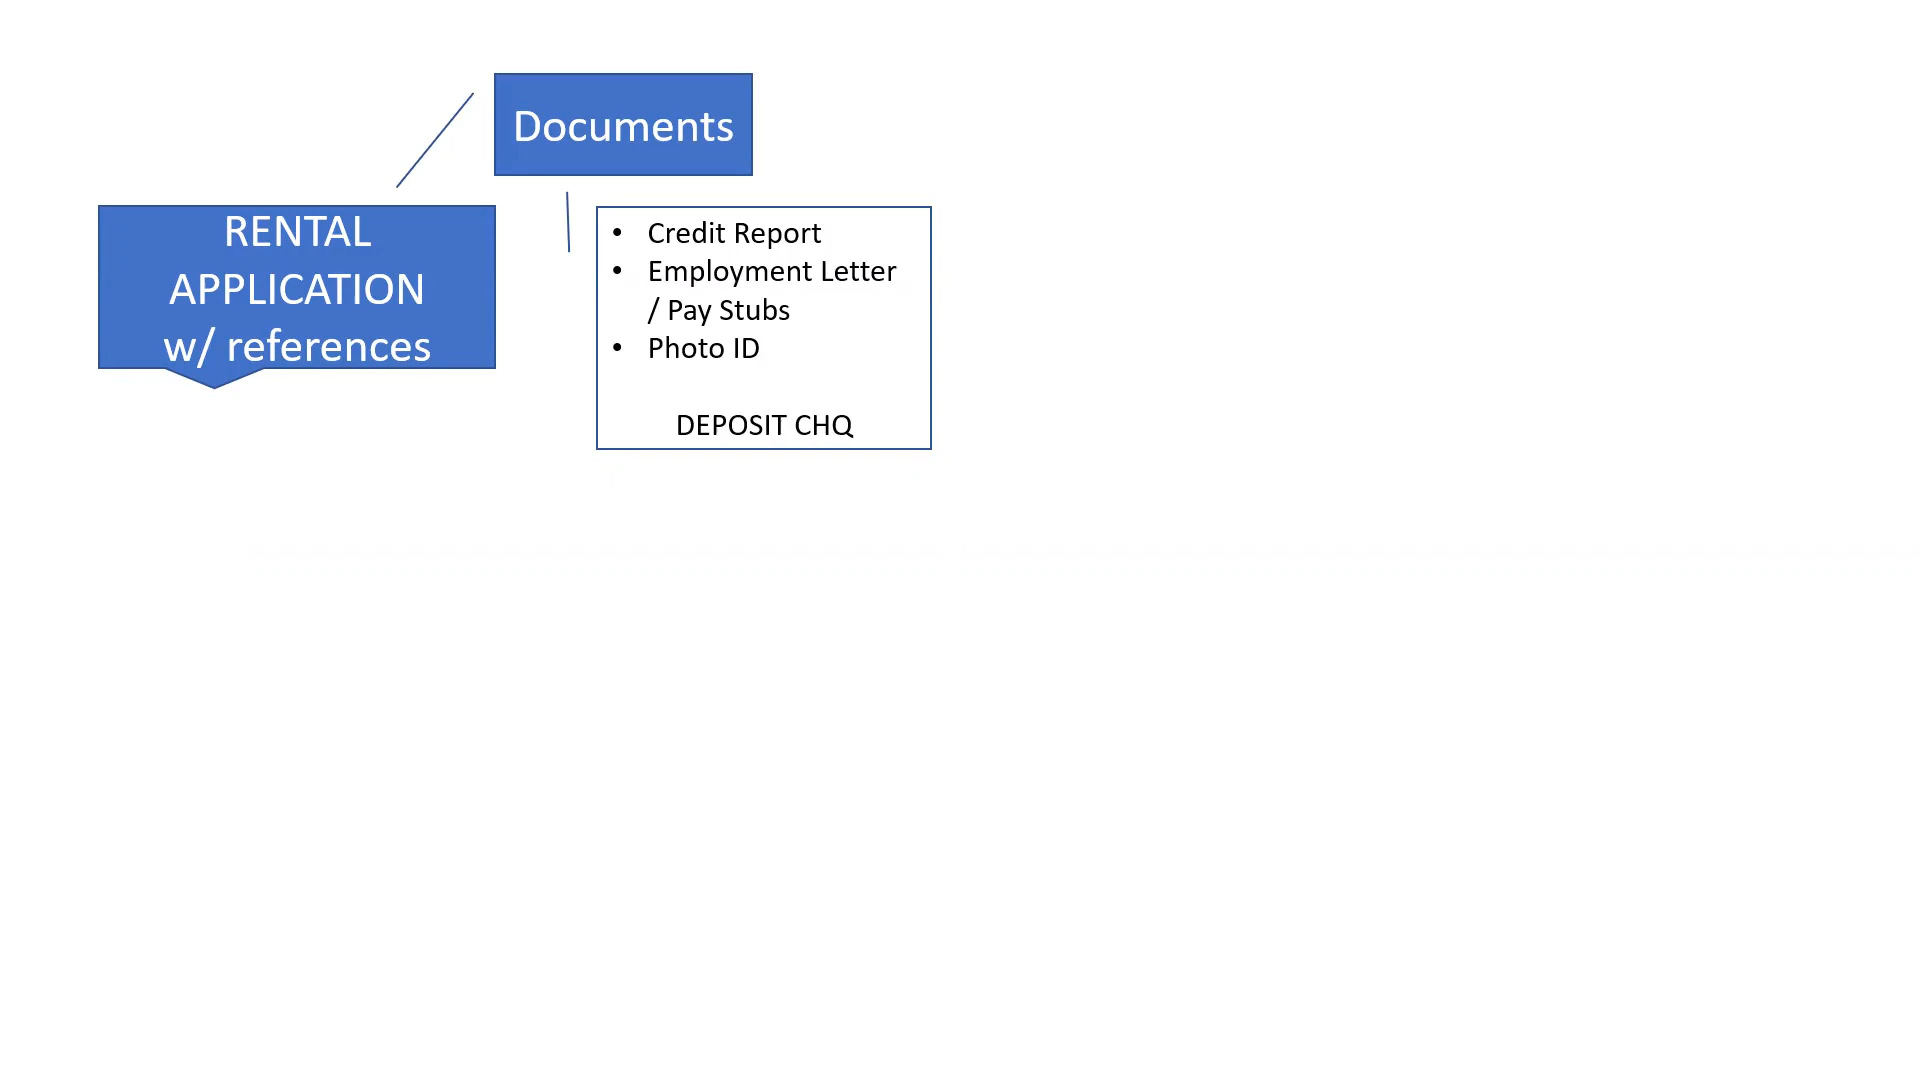 Documents
RENTAL
APPLICATION
w/ references
• Credit Report
• Employment Letter
/ Pay Stubs
• Photo ID
DEPOSIT CHQ